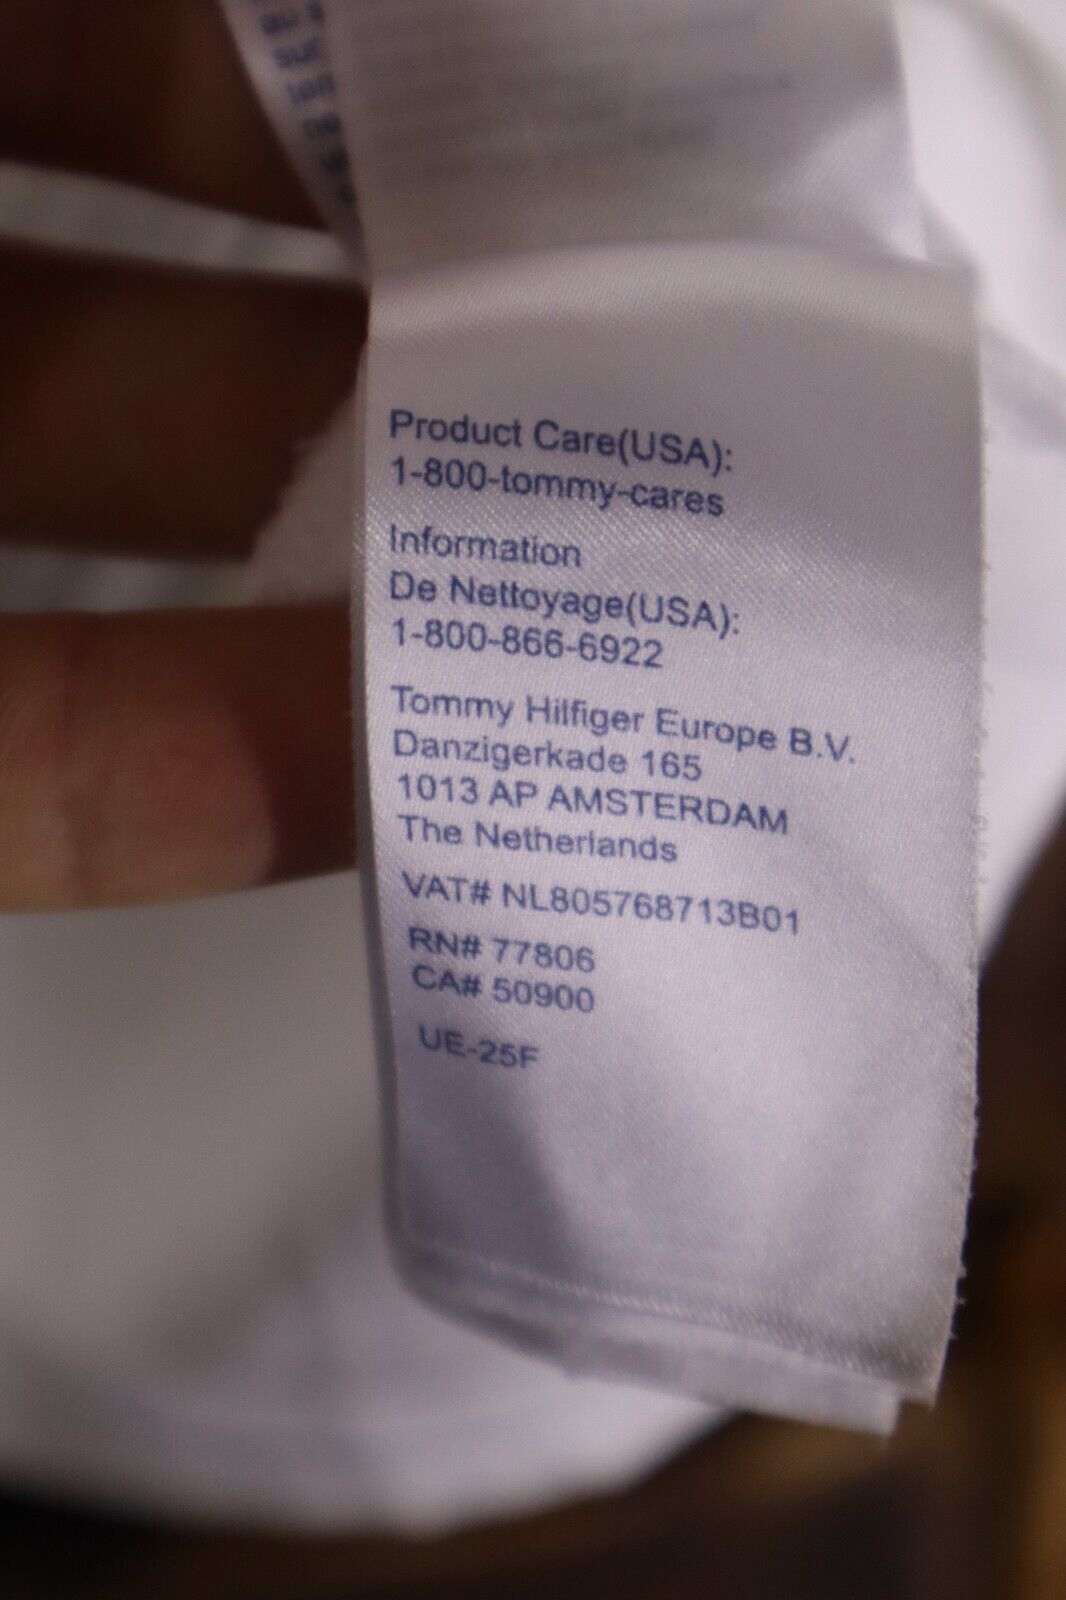 Product Care(USA):
1-800-tommy-cares
Information
De Nettoyage(USA):
1-800-866-6922
Tommy Hilfiger Europe B.V.
Danzigerkade 165
1013 AP AMSTERDAM
The Netherlands
VAT# NL805768713B01
RN# 77806
CA# 50900
UE-25F